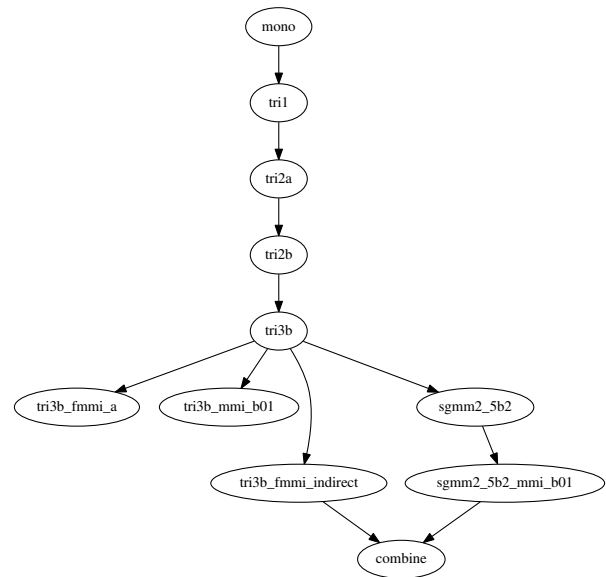 mono
tri1
tri2a
tri2b
tri3b
tri3b_fmmi_a
tri3b_mmi_b01
sgmm2_5b2
tri3b_fmmi_indirect
sgmm2_5b2_mmi_b01
combine